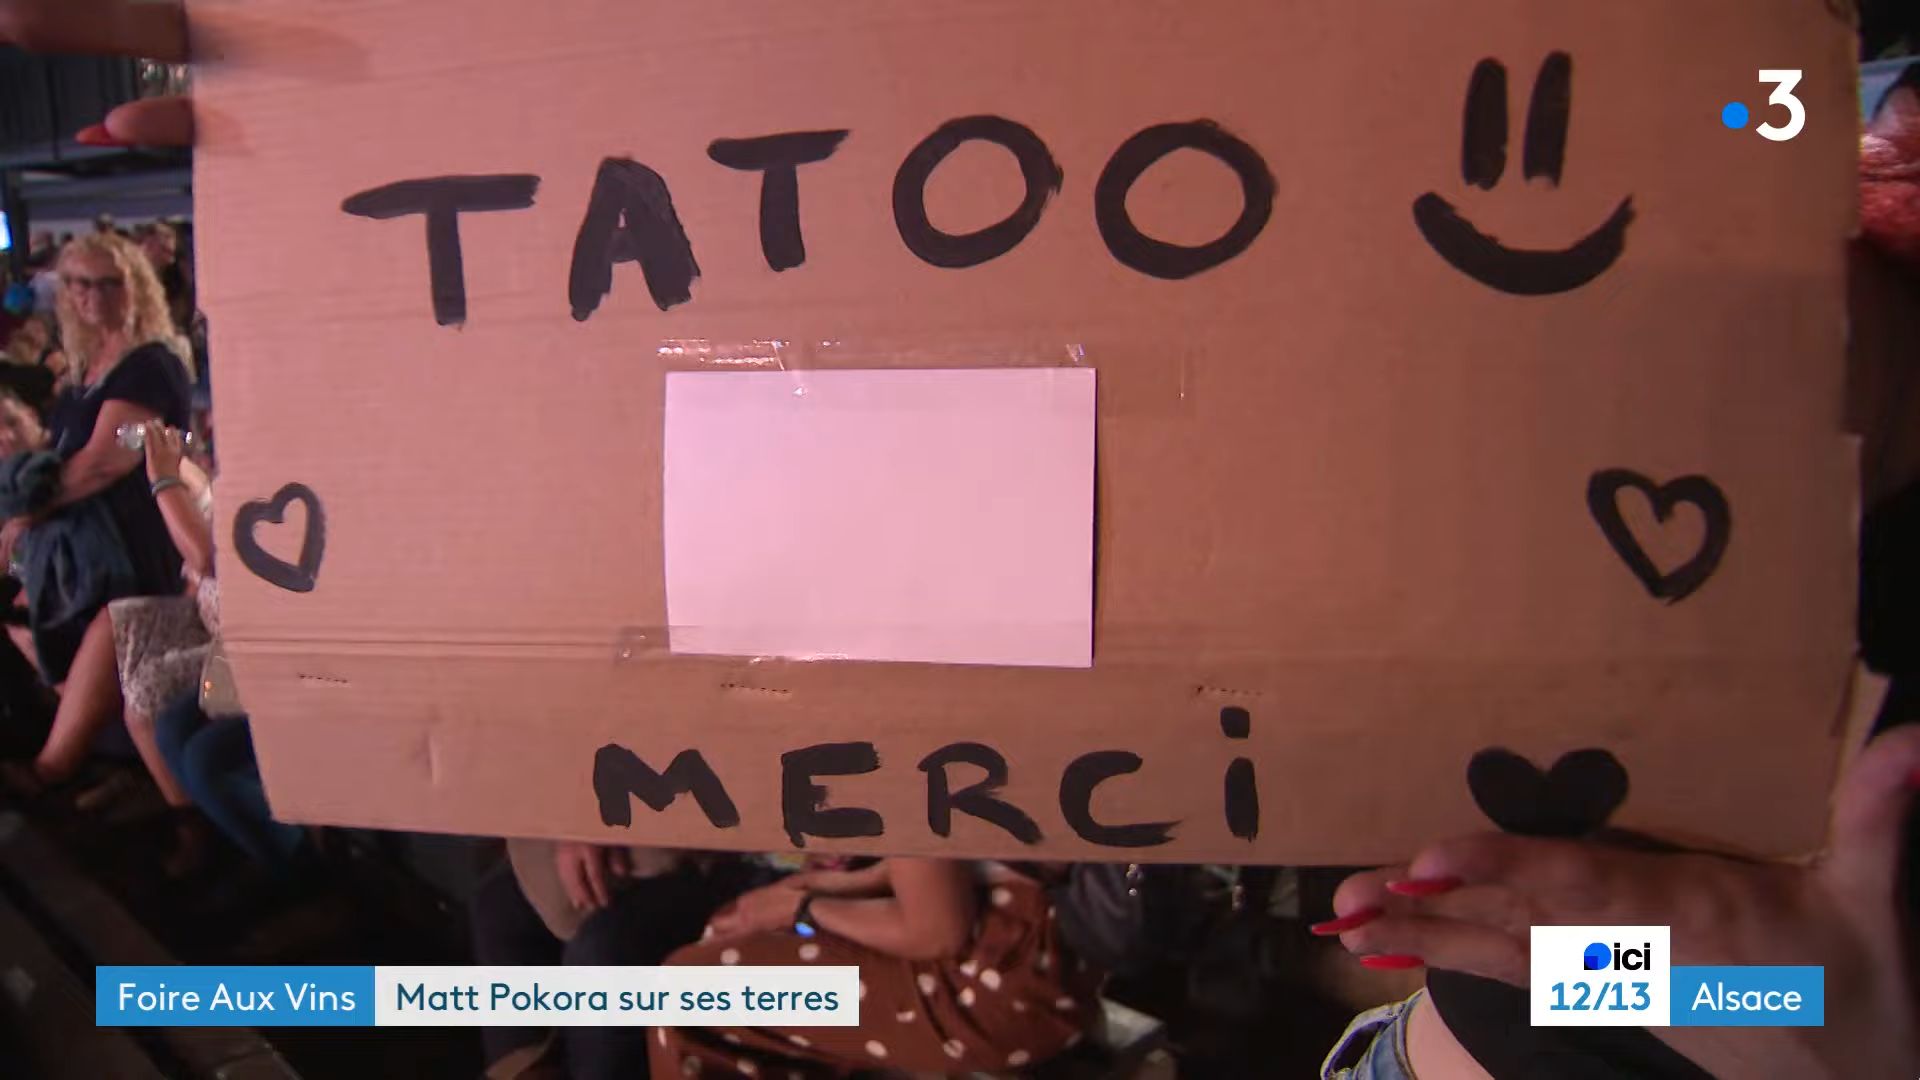 3
TATOO
MERCi
ici
12/13
Alsace
Foire Aux Vins
Matt Pokora sur ses terres